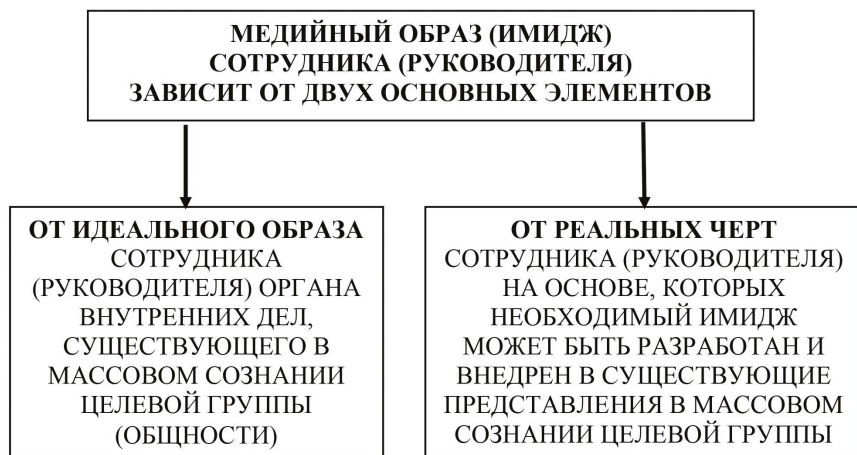 МЕДИЙНЫЙ ОБРАЗ (ИМИДЖ)
СОТРУДНИКА (РУКОВОДИТЕЛЯ)
ЗАВИСИТ ОТ ДВУХ ОСНОВНЫХ ЭЛЕМЕНТОВ
ОТ ИДЕАЛЬНОГО ОБРАЗА
СОТРУДНИКА
(РУКОВОДИТЕЛЯ) ОРГАНА
ВНУТРЕННИХ ДЕЛ,
СУЩЕСТВУЮЩЕГО В
МАССОВОМ СОЗНАНИИ
ЦЕЛЕВОЙ ГРУППЫ
(ОБЩНОСТИ)
ОТ РЕАЛЬНЫХ ЧЕРТ
СОТРУДНИКА (РУКОВОДИТЕЛЯ)
НА ОСНОВЕ, КОТОРЫХ
НЕОБХОДИМЫЙ ИМИДЖ
МОЖЕТ БЫТЬ РАЗРАБОТАН И
ВНЕДРЕН В СУЩЕСТВУЮЩИЕ
ПРЕДСТАВЛЕНИЯ В МАССОВОМ
СОЗНАНИИ ЦЕЛЕВОЙ ГРУППЫ